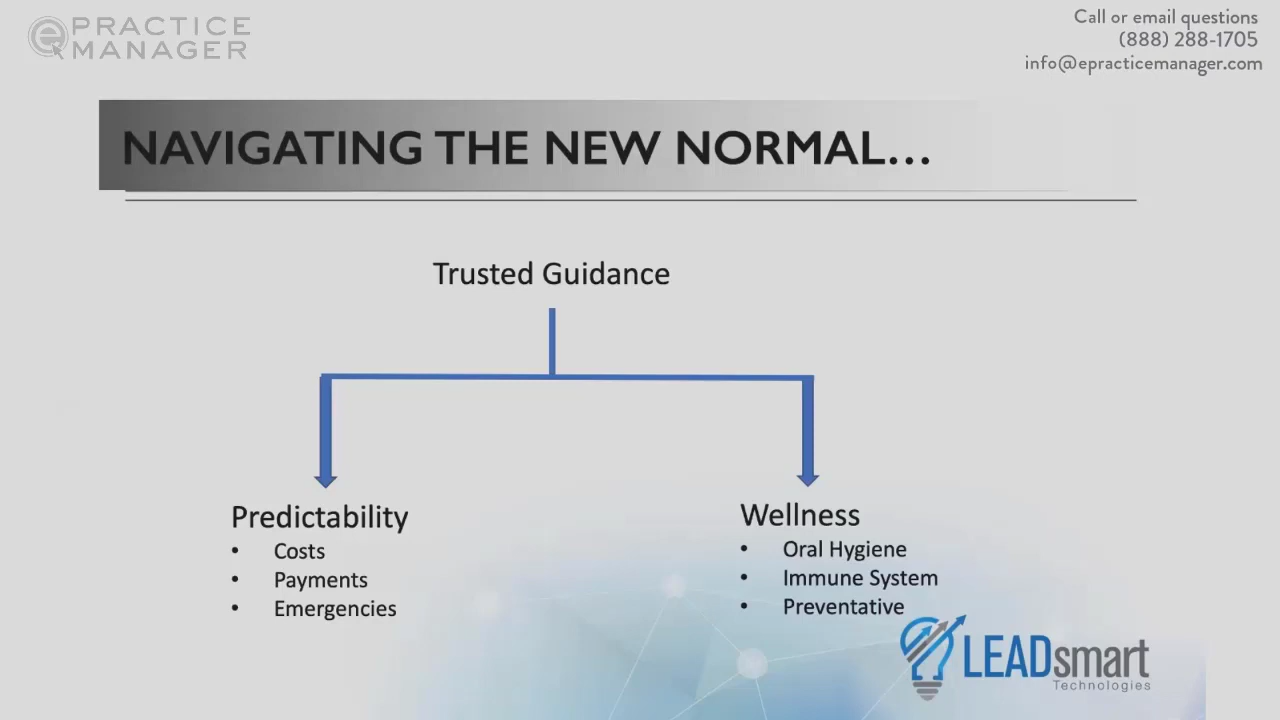 ePRACTICE
MANAGER
Call or email questions
(888) 288-1705
info@epracticemanager.com
NAVIGATING THE NEW NORMAL...
Trusted Guidance
Predictability
• Costs
• Payments
• Emergencies
Wellness
• Oral Hygiene
• Immune System
• Preventative
LEADsmart
Technologies